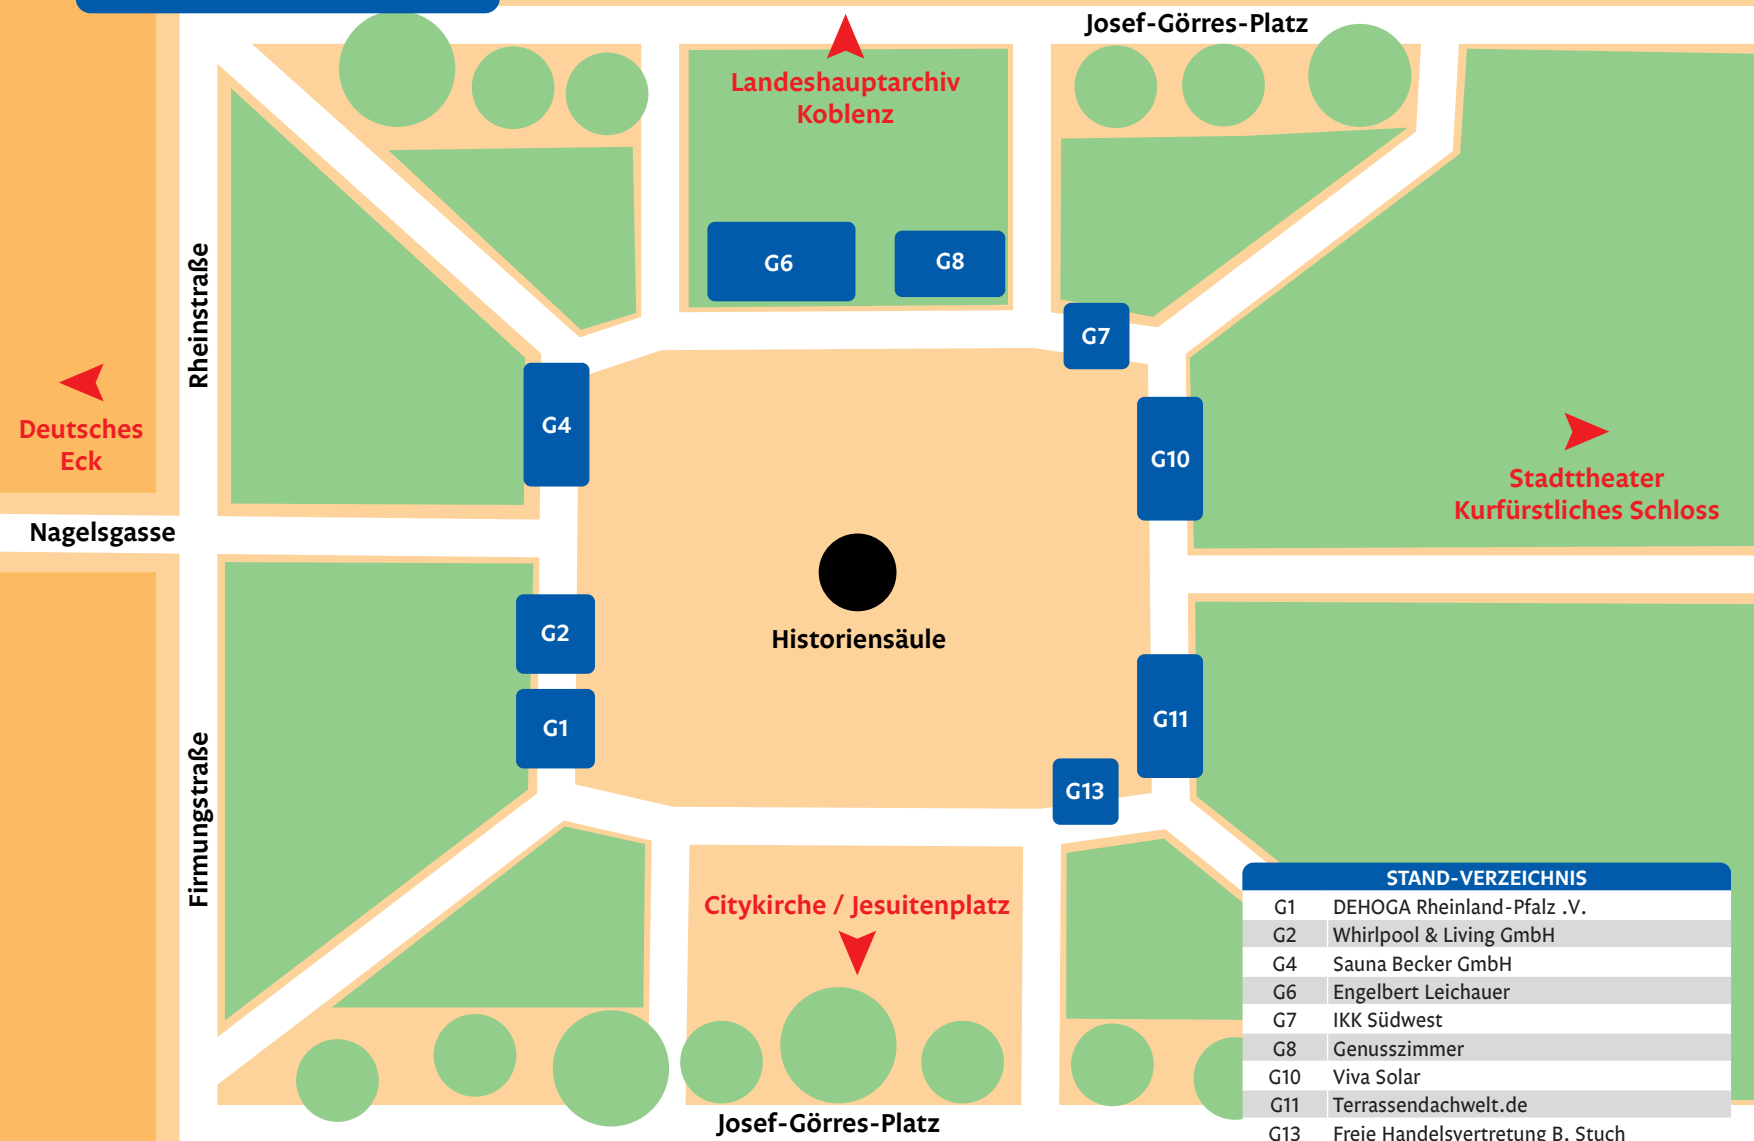 Josef-Görres-Platz
Landeshauptarchiv
Koblenz
Rheinstraße
G6
G8
G7
Deutsches
Eck
G4
G10
Stadttheater
Kurfürstliches Schloss
Nagelsgasse
Historiensäule
G2
G1
G11
G13
Firmungstraße
Citykirche / Jesuitenplatz
Josef-Görres-Platz
STAND-VERZEICHNIS
G1 DEHOGA Rheinland-Pfalz .V.
G2 Whirlpool & Living GmbH
G4 Sauna Becker GmbH
G6 Engelbert Leichauer
G7 IKK Südwest
G8 Genusszimmer
G10 Viva Solar
G11 Terrassendachwelt.de
G13 Freie Handelsvertretung B. Stuch